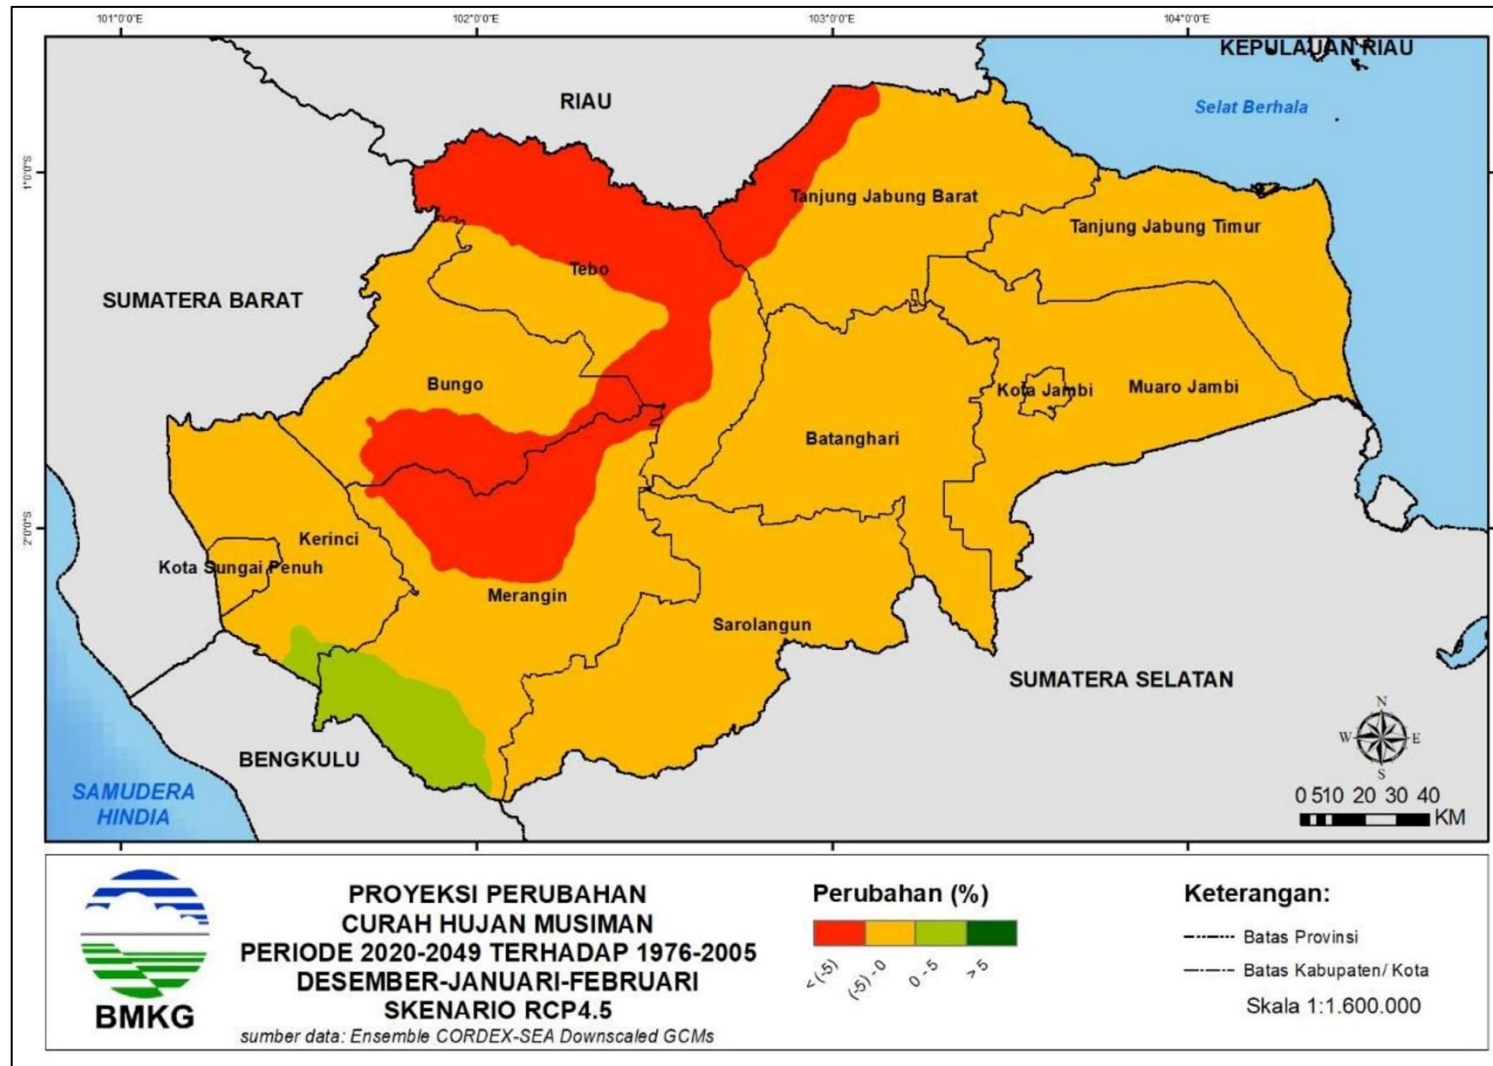 101°0'0"E
102°0'0"E
103°0'0"E
104°0'0"E
KEPULAUAN RIAU
RIAU
Selat Berhala
1°0'0"S
Tanjung Jabung Barat
Tanjung Jabung Timur
Tebo
SUMATERA BARAT
Bungo
Kota Jambi
Muaro Jambi
Batanghari
2°0'0"S
Kerinci
Kota Sungai Penuh
Merangin
Sarolangun
SUMATERA SELATAN
N
W
E
S
BENGKULU
SAMUDERA
HINDIA
0 5 10 20 30 40
KM
BMKG
PROYEKSI PERUBAHAN
CURAH HUJAN MUSIMAN
PERIODE 2020-2049 TERHADAP 1976-2005
DESEMBER-JANUARI-FEBRUARI
SKENARIO RCP4.5
sumber data: Ensemble CORDEX-SEA Downscaled GCMs
Perubahan (%)
< (-5)
(-5) - 0
0 - 5
> 5
Keterangan:
Batas Provinsi
Batas Kabupaten/ Kota
Skala 1:1.600.000